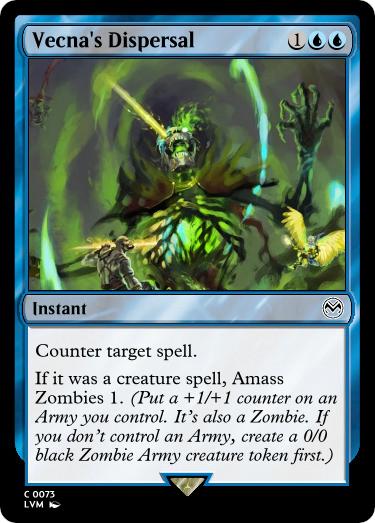 Vecna's Dispersal 1
Instant
Counter target spell.
If it was a creature spell, Amass
Zombies 1. (Put a +1/+1 counter on an
Army you control. It's also a Zombie. If
you don't control an Army, create a 0/0
black Zombie Army creature token first.)
C 0073
LVM